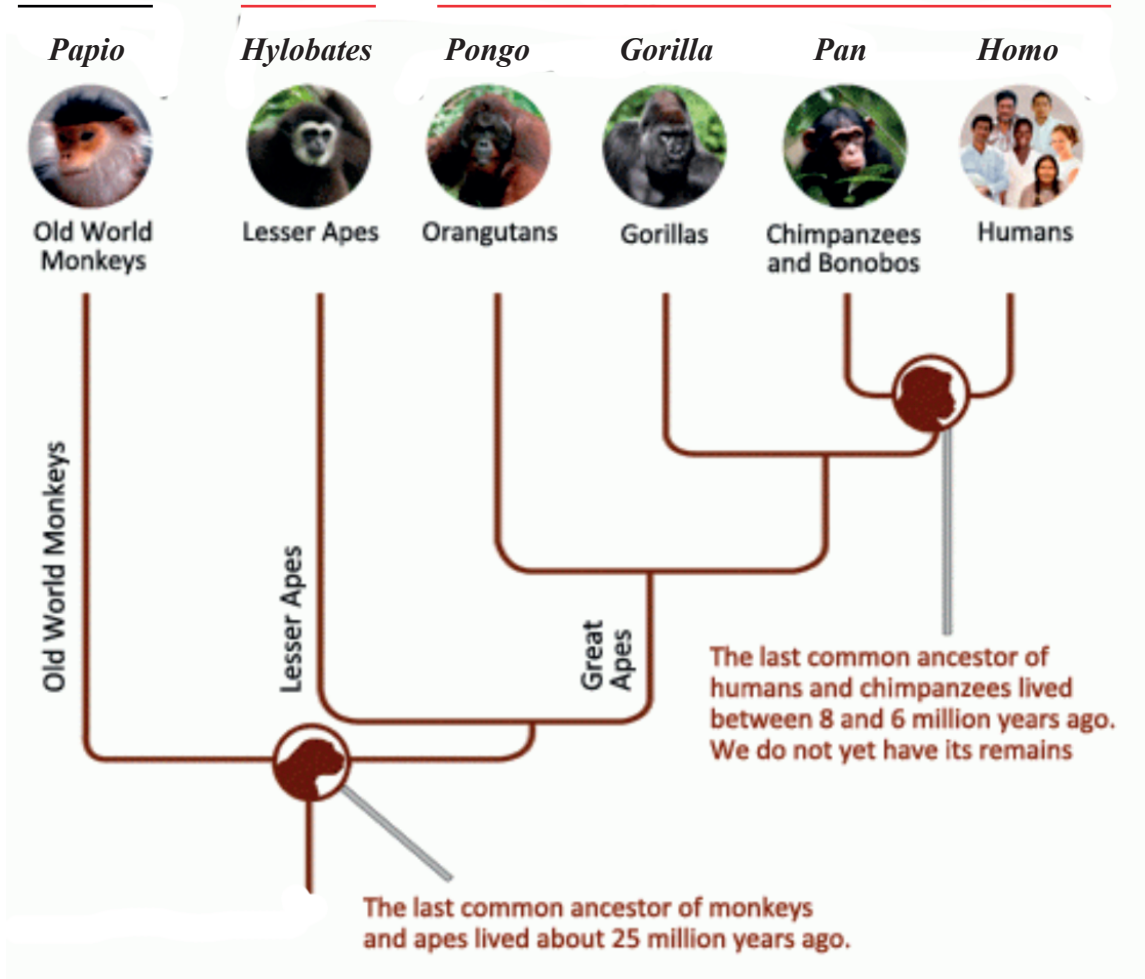 Papio Hylobates Pongo Gorilla Pan Homo
Old World
Monkeys
Lesser Apes
Orangutans
Gorillas
Chimpanzees
and Bonobos
Humans
Old World Monkeys
Lesser Apes
Great
Apes
The last common ancestor of
humans and chimpanzees lived
between 8 and 6 million years ago.
We do not yet have its remains
The last common ancestor of monkeys
and apes lived about 25 million years ago.